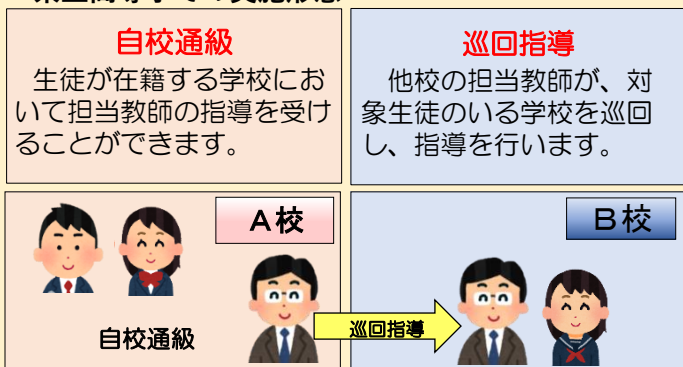 自校通級
生徒が在籍する学校にお
いて担当教師の指導を受け
ることができます。
巡回指導
他校の担当教師が、対
象生徒のいる学校を巡回
し、指導を行います。
A校
B校
自校通級
巡回指導